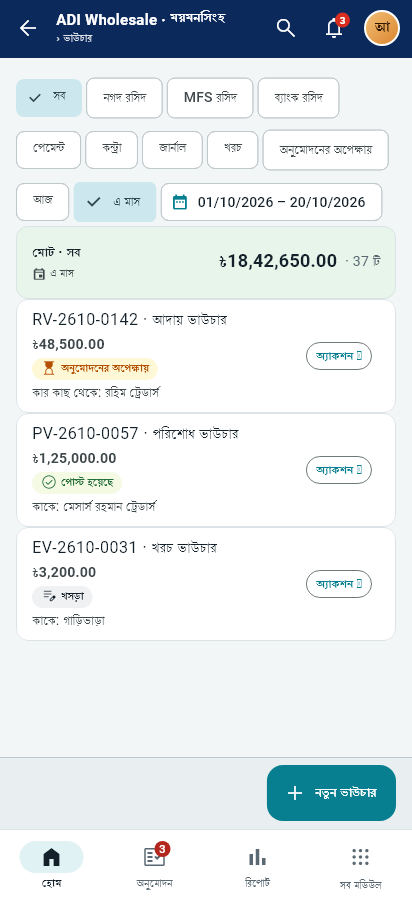 ADI Wholesale · ময়মনসিংহ
› ভাউচার
3
আ
সব
নগদ রসিদ
MFS রসিদ
ব্যাংক রসিদ
পেমেন্ট
কন্ট্রা
জার্নাল
খরচ
অনুমোদনের অপেক্ষায়
আজ
এ মাস
01/10/2026 – 20/10/2026
মোট · সব
৳18,42,650.00 · 37 টি
এ মাস
RV-2610-0142 · আদায় ভাউচার
৳48,500.00
অনুমোদনের অপেক্ষায়
অ্যাকশন
কার কাছ থেকে: রহিম ট্রেডার্স
PV-2610-0057 · পরিশোধ ভাউচার
৳1,25,000.00
পোস্ট হয়েছে
অ্যাকশন
কাকে: মেসার্স রহমান ট্রেডার্স
EV-2610-0031 · খরচ ভাউচার
৳3,200.00
খসড়া
অ্যাকশন
কাকে: গাড়িভাড়া
নতুন ভাউচার
3
হোম
অনুমোদন
রিপোর্ট
সব মডিউল